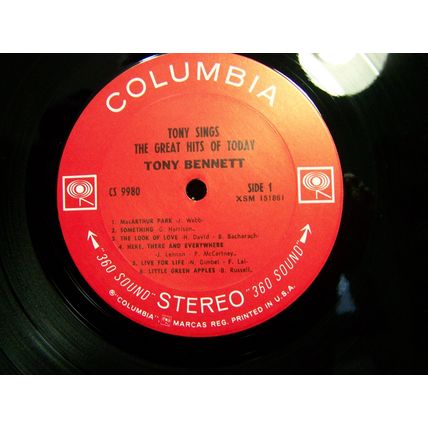 COLUMBIA
TONY SINGS
THE GREAT HITS OF TODAY
TONY BENNETT
CS 9980
SIDE 1
XSM 151861
1. MacARTHUR PARK -J. Webb-
2. SOMETHING -G. Harrison-
3. THE LOOK OF LOVE -H. David - B. Bacharach-
4. HERE, THERE AND EVERYWHERE
-J. Lennon - P. McCartney-
5. LIVE FOR LIFE -N. Gimbel - F. Lai-
6. LITTLE GREEN APPLES -B. Russell-
"360 SOUND" STEREO "360 SOUND"
® "COLUMBIA", MARCAS REG. PRINTED IN U.S.A.